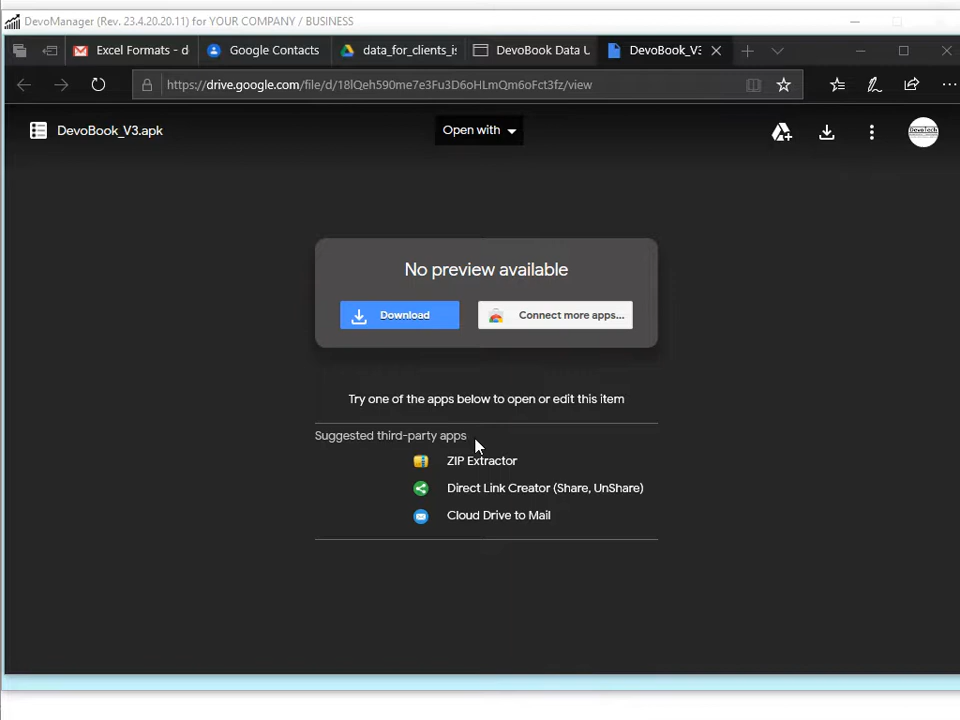 DevoManager (Rev. 23.4.20.20.11) for YOUR COMPANY / BUSINESS
Excel Formats - d
Google Contacts
data_for_clients_is
DevoBook Data U
DevoBook_V3
https://drive.google.com/file/d/18lQeh590me7e3Fu3D6oHLmQm6oFct3fz/view
DevoBook_V3.apk
Open with
DevoTech
No preview available
Download
Connect more apps...
Try one of the apps below to open or edit this item
Suggested third-party apps
ZIP Extractor
Direct Link Creator (Share, UnShare)
Cloud Drive to Mail